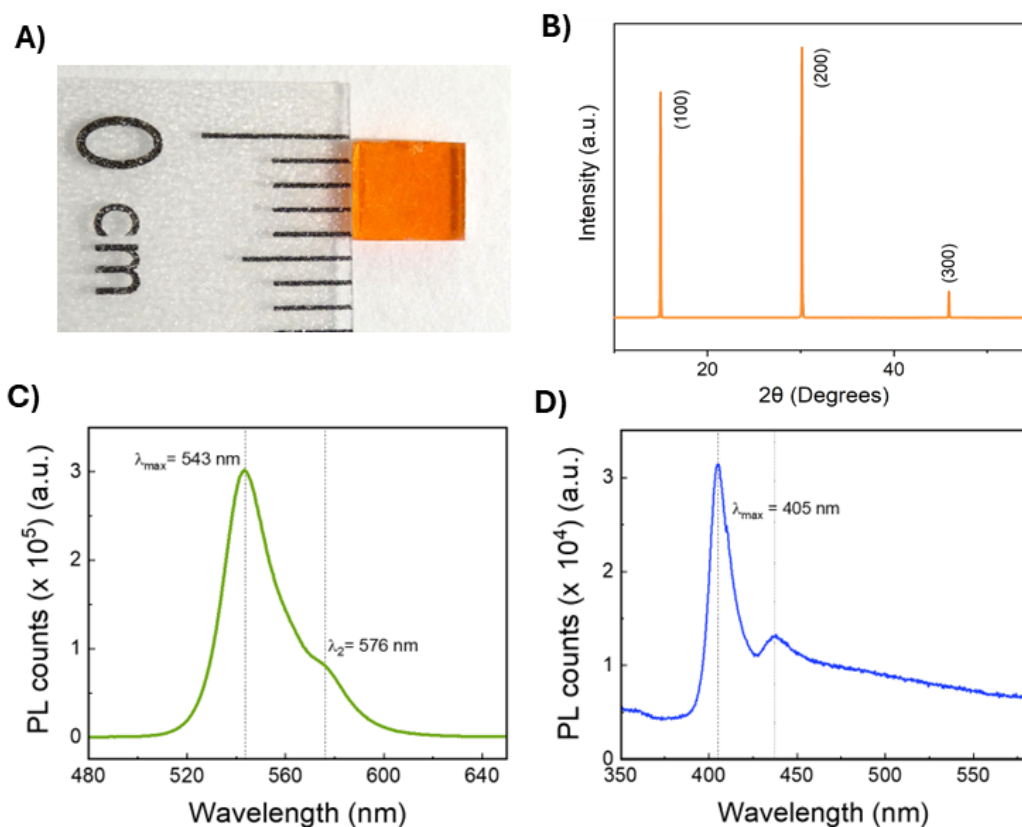 A)
0 cm
B)
Intensity (a.u.)
(100)
(200)
(300)
20
40
2θ (Degrees)
C)
PL counts (x 10⁵) (a.u.)
3
2
1
0
λmax= 543 nm
λ2= 576 nm
480
520
560
600
640
Wavelength (nm)
D)
PL counts (x 10⁴) (a.u.)
3
2
1
0
λmax = 405 nm
350
400
450
500
550
Wavelength (nm)